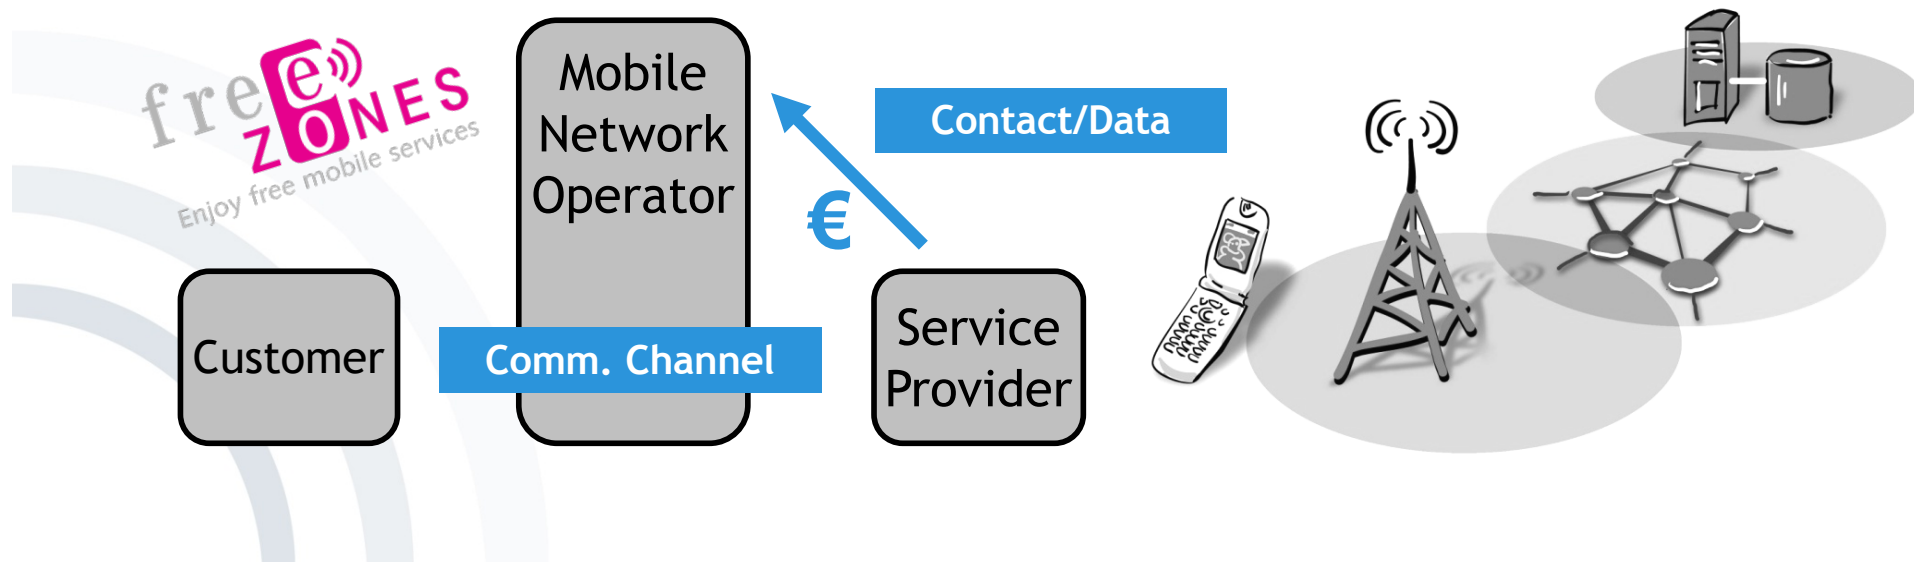 free
ZONES
Enjoy free mobile services
Mobile
Network
Operator
Contact/Data
€
Customer
Comm. Channel
Service
Provider